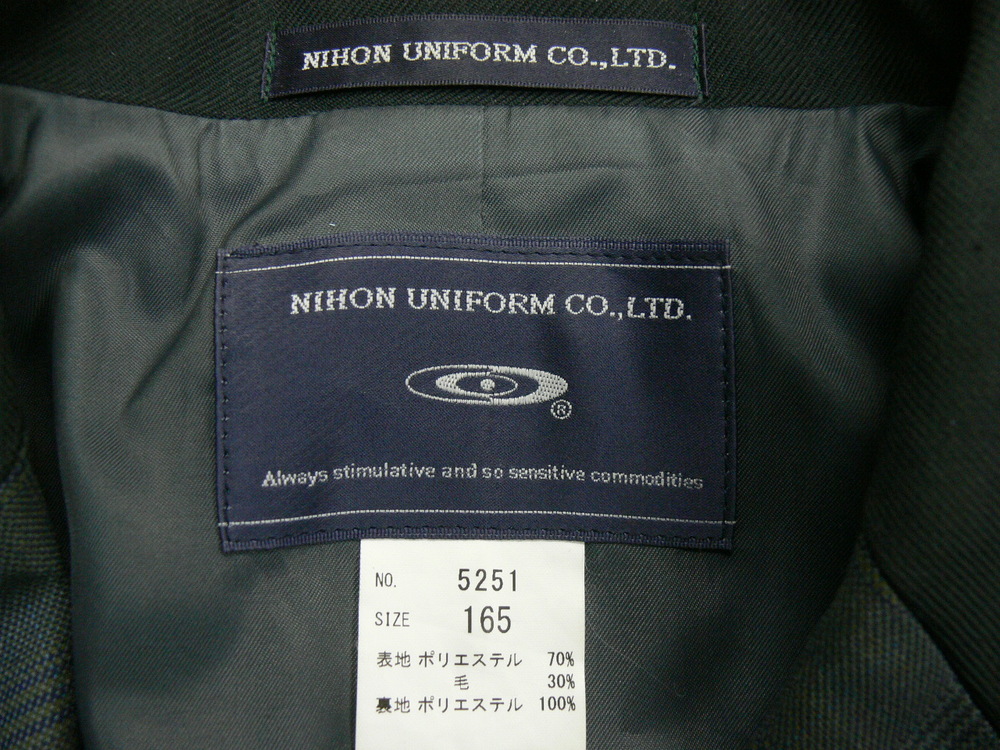 NIHON UNIFORM CO.,LTD.
NIHON UNIFORM CO.,LTD.
®
Always stimulative and so sensitive commodities
NO. 5251
SIZE 165
表地 ポリエステル 70%
毛 30%
裏地 ポリエステル 100%